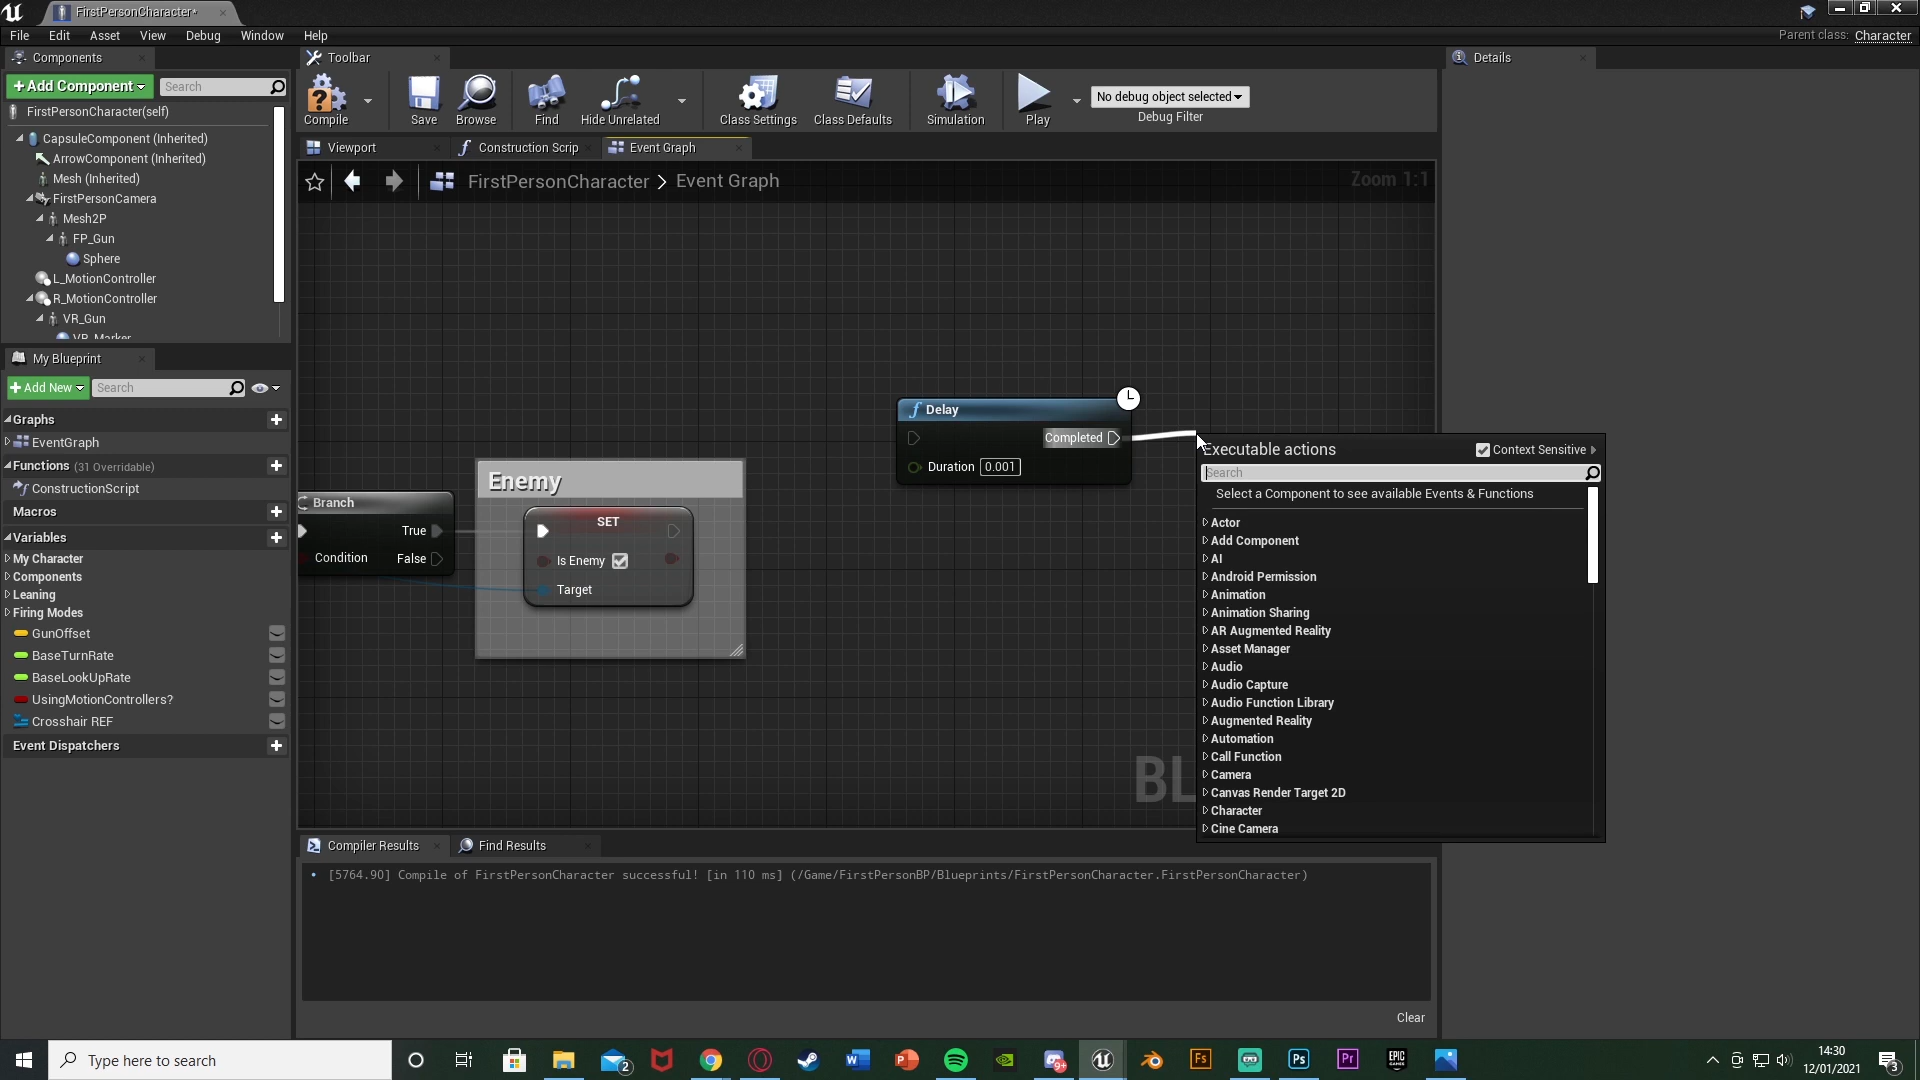 FirstPersonCharacter*
File Edit Asset View Debug Window Help
Parent class: Character
Components
+Add Component
Search
FirstPersonCharacter(self)
CapsuleComponent (Inherited)
ArrowComponent (Inherited)
Mesh (Inherited)
FirstPersonCamera
Mesh2P
FP_Gun
Sphere
L_MotionController
R_MotionController
VR_Gun
VR_Marker
My Blueprint
+Add New
Search
Graphs
EventGraph
Functions (31 Overridable)
ConstructionScript
Macros
Variables
My Character
Components
Leaning
Firing Modes
GunOffset
BaseTurnRate
BaseLookUpRate
UsingMotionControllers?
Crosshair REF
Event Dispatchers
Toolbar
Compile
Save
Browse
Find
Hide Unrelated
Class Settings
Class Defaults
Simulation
Play
No debug object selected
Debug Filter
Viewport
Construction Scrip
Event Graph
FirstPersonCharacter > Event Graph
Zoom 1:1
Branch
True
Condition
False
Enemy
SET
Is Enemy
Target
Delay
Completed
Duration 0.001
BL
Executable actions
Context Sensitive
Search
Select a Component to see available Events & Functions
Actor
Add Component
AI
Android Permission
Animation
Animation Sharing
AR Augmented Reality
Asset Manager
Audio
Audio Capture
Audio Function Library
Augmented Reality
Automation
Call Function
Camera
Canvas Render Target 2D
Character
Cine Camera
Details
Compiler Results
Find Results
[5764.90] Compile of FirstPersonCharacter successful! [in 110 ms] (/Game/FirstPersonBP/Blueprints/FirstPersonCharacter.FirstPersonCharacter)
Clear
Type here to search
2
9+
14:30
12/01/2021
3